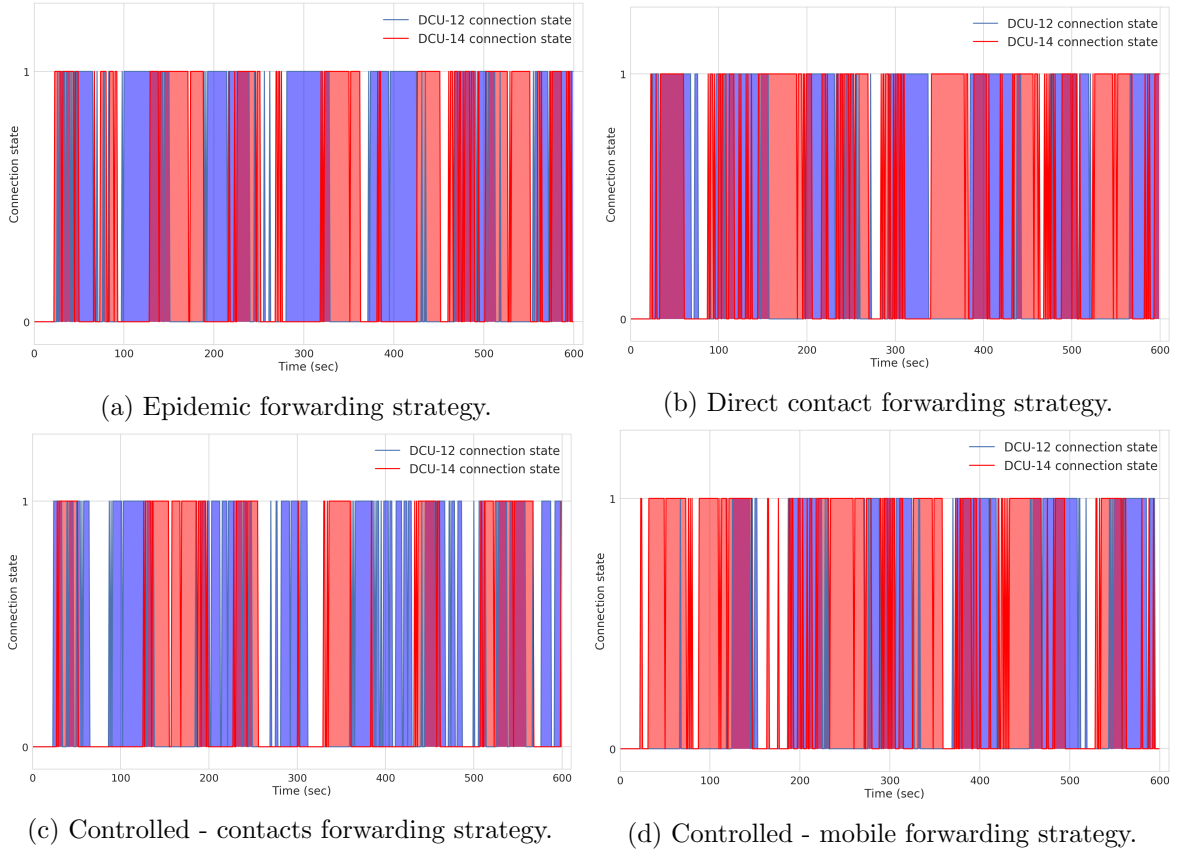 DCU-12 connection state
DCU-14 connection state
Connection state
1
0
0 100 200 300 400 500 600
Time (sec)
(a) Epidemic forwarding strategy.
DCU-12 connection state
DCU-14 connection state
Connection state
1
0
0 100 200 300 400 500 600
Time (sec)
(b) Direct contact forwarding strategy.
DCU-12 connection state
DCU-14 connection state
Connection state
1
0
0 100 200 300 400 500 600
Time (sec)
(c) Controlled - contacts forwarding strategy.
DCU-12 connection state
DCU-14 connection state
Connection state
1
0
0 100 200 300 400 500 600
Time (sec)
(d) Controlled - mobile forwarding strategy.